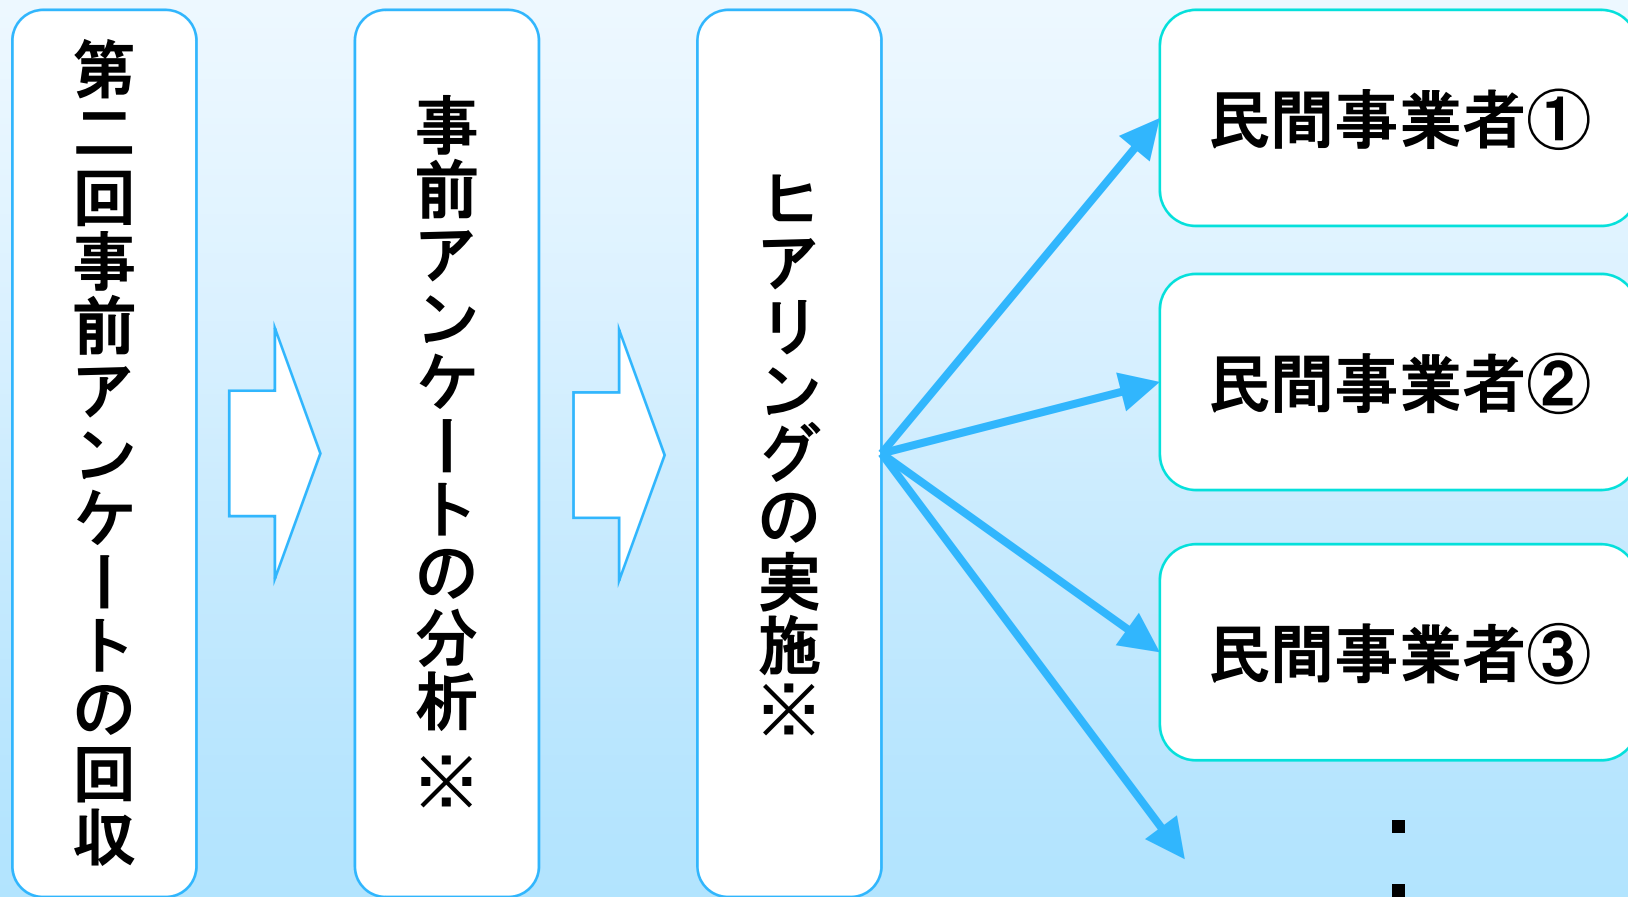 第二回事前アンケートの回収
事前アンケートの分析※
ヒアリングの実施※
民間事業者①
民間事業者②
民間事業者③
・
・